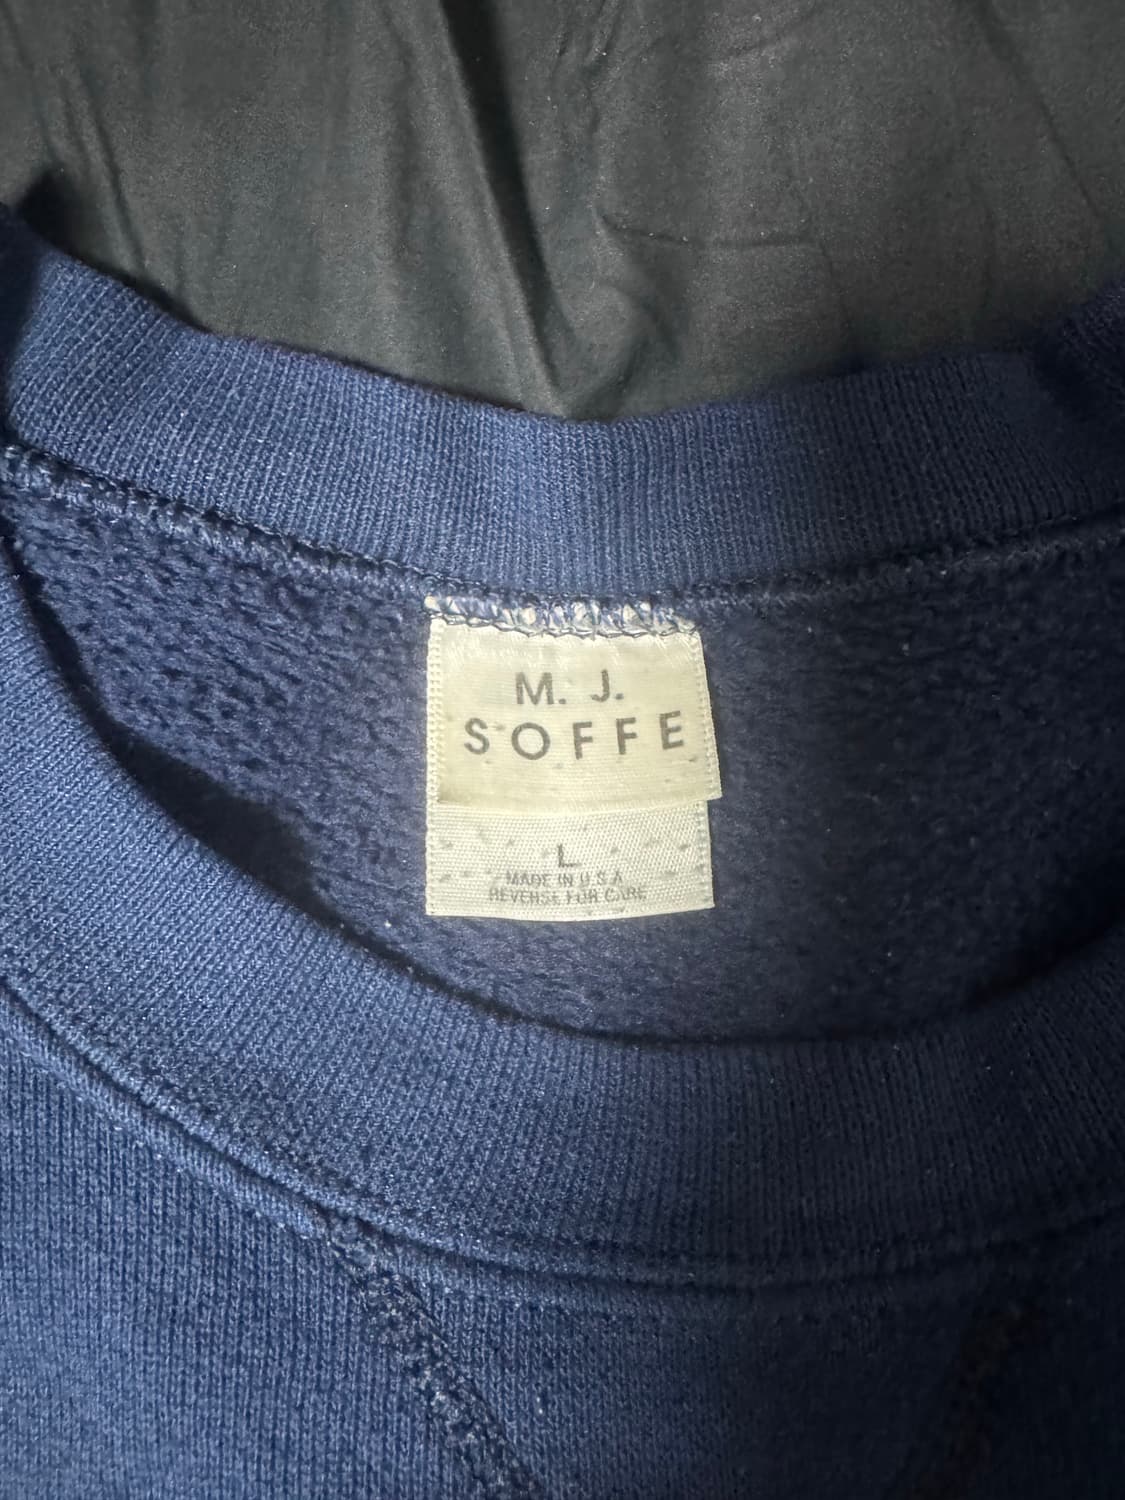 M. J.
SOFFE
L
MADE IN U.S.A.
REVERSE FOR CARE